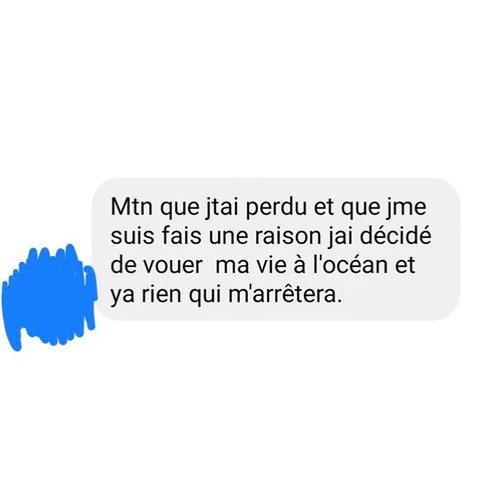 Mtn que jtai perdu et que jme
suis fais une raison jai décidé
de vouer  ma vie à l'océan et
ya rien qui m'arrêtera.